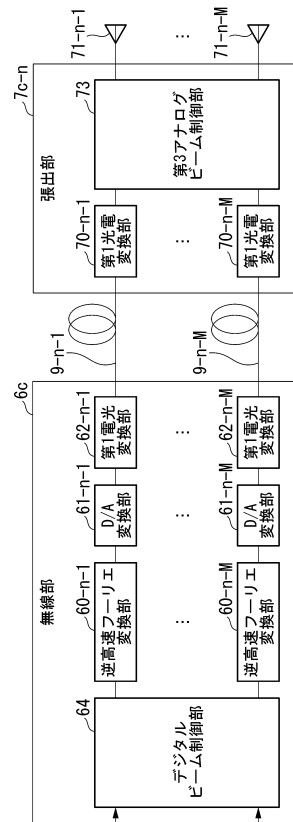 6c
無線部
64
デジタル
ビーム制御部
60-n-1
逆高速フーリエ
変換部
61-n-1
D/A
変換部
62-n-1
第1電光
変換部
⋮
60-n-M
逆高速フーリエ
変換部
61-n-M
D/A
変換部
62-n-M
第1電光
変換部
9-n-1
⋮
9-n-M
7c-n
張出部
70-n-1
第1光電
変換部
⋮
70-n-M
第1光電
変換部
73
第3アナログ
ビーム制御部
71-n-1
⋮
71-n-M